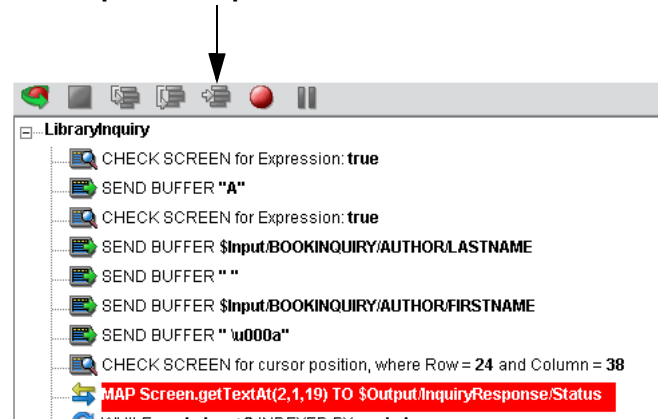 LibraryInquiry
CHECK SCREEN for Expression: true
SEND BUFFER "A"
CHECK SCREEN for Expression: true
SEND BUFFER $Input/BOOKINQUIRY/AUTHOR/LASTNAME
SEND BUFFER " "
SEND BUFFER $Input/BOOKINQUIRY/AUTHOR/FIRSTNAME
SEND BUFFER " \u000a"
CHECK SCREEN for cursor position, where Row = 24 and Column = 38
MAP Screen.getTextAt(2,1,19) TO $Output/InquiryResponse/Status